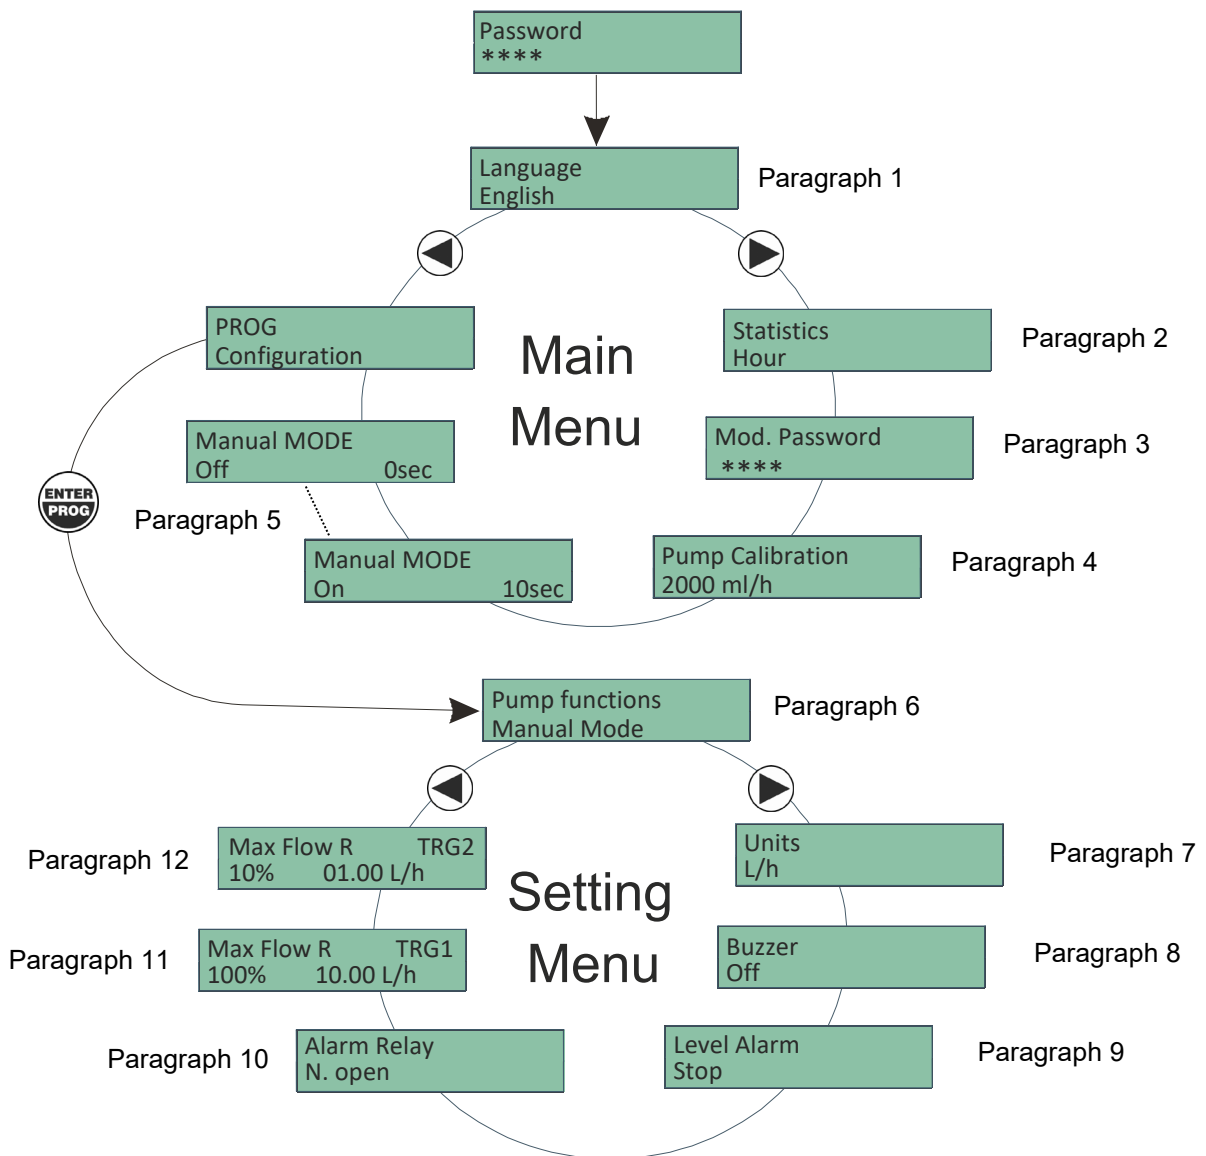 Password
****
Language
English
Paragraph 1
PROG
Configuration
Main
Menu
Statistics
Hour
Paragraph 2
Manual MODE
Off 0sec
Mod. Password
****
Paragraph 3
ENTER
PROG
Paragraph 5
Manual MODE
On 10sec
Pump Calibration
2000 ml/h
Paragraph 4
Pump functions
Manual Mode
Paragraph 6
Paragraph 12
Max Flow R TRG2
10% 01.00 L/h
Setting
Menu
Units
L/h
Paragraph 7
Paragraph 11
Max Flow R TRG1
100% 10.00 L/h
Buzzer
Off
Paragraph 8
Paragraph 10
Alarm Relay
N. open
Level Alarm
Stop
Paragraph 9